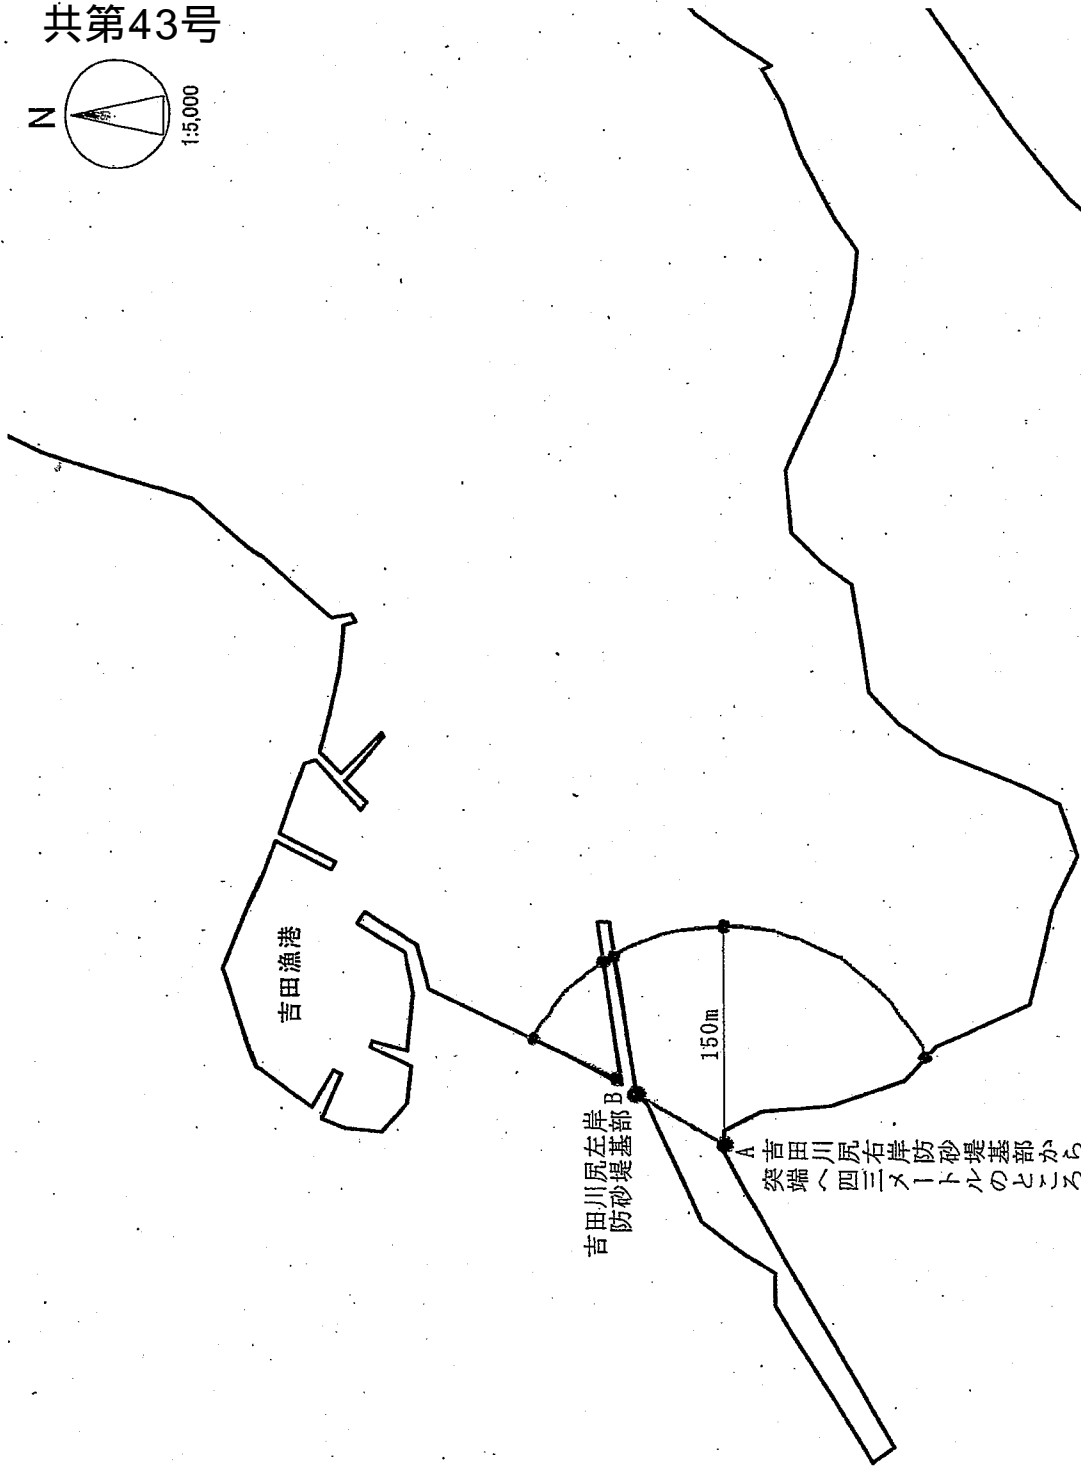 共第43号
N
1:5,000
吉田漁港
150m
B
吉田川尻左岸
防砂堤基部
A
吉田川尻右岸防砂堤基部から
突端へ四三メートルのところ